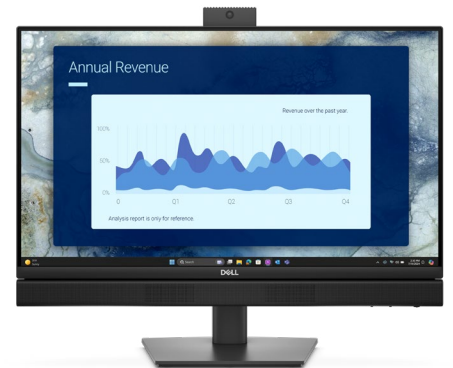 Annual Revenue
Revenue over the past year.
100%
50%
0%
0 Q1 Q2 Q3 Q4
Analysis report is only for reference.
Search
DELL